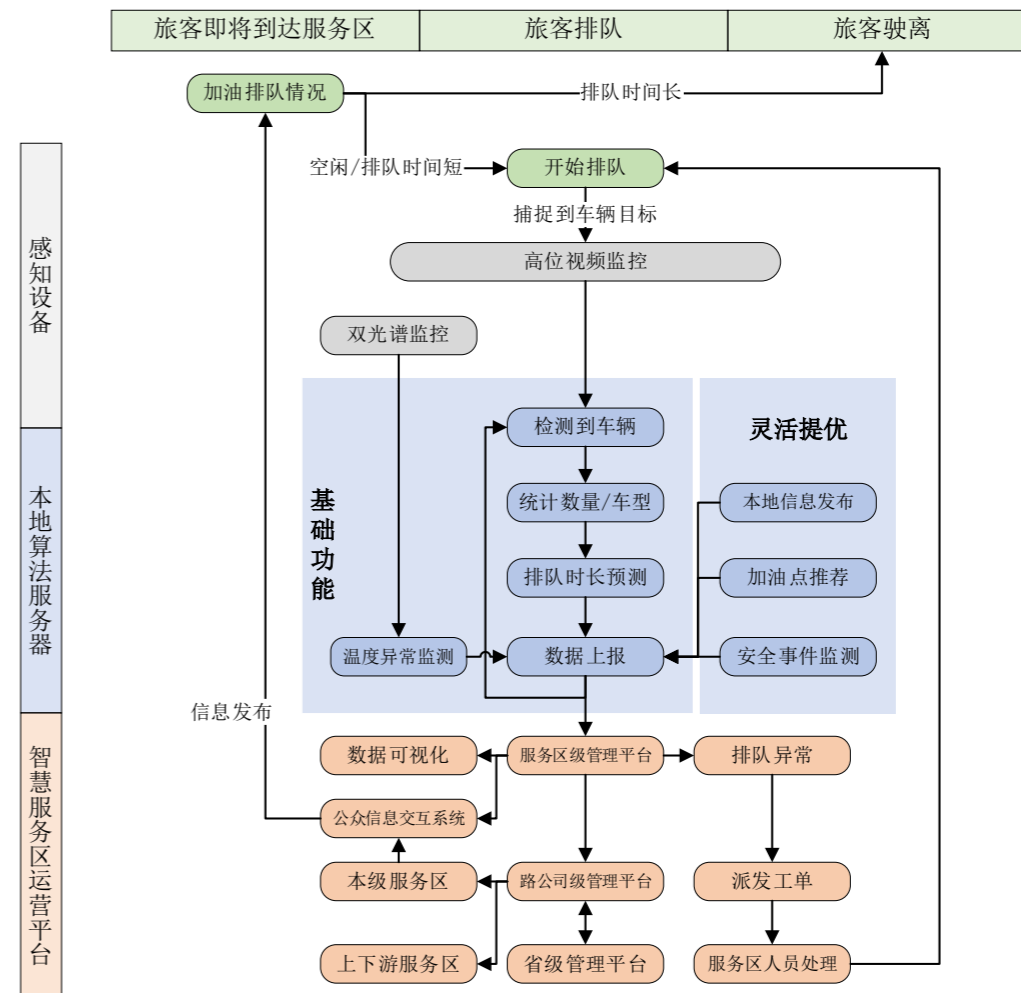 旅客即将到达服务区
旅客排队
旅客驶离
加油排队情况
排队时间长
空闲/排队时间短
开始排队
捕捉到车辆目标
高位视频监控
感知设备
双光谱监控
检测到车辆
灵活提优
基础功能
统计数量/车型
本地信息发布
本地算法服务器
排队时长预测
加油点推荐
温度异常监测
数据上报
安全事件监测
信息发布
数据可视化
服务区级管理平台
排队异常
智慧服务区运营平台
公众信息交互系统
本级服务区
路公司级管理平台
派发工单
上下游服务区
省级管理平台
服务区人员处理